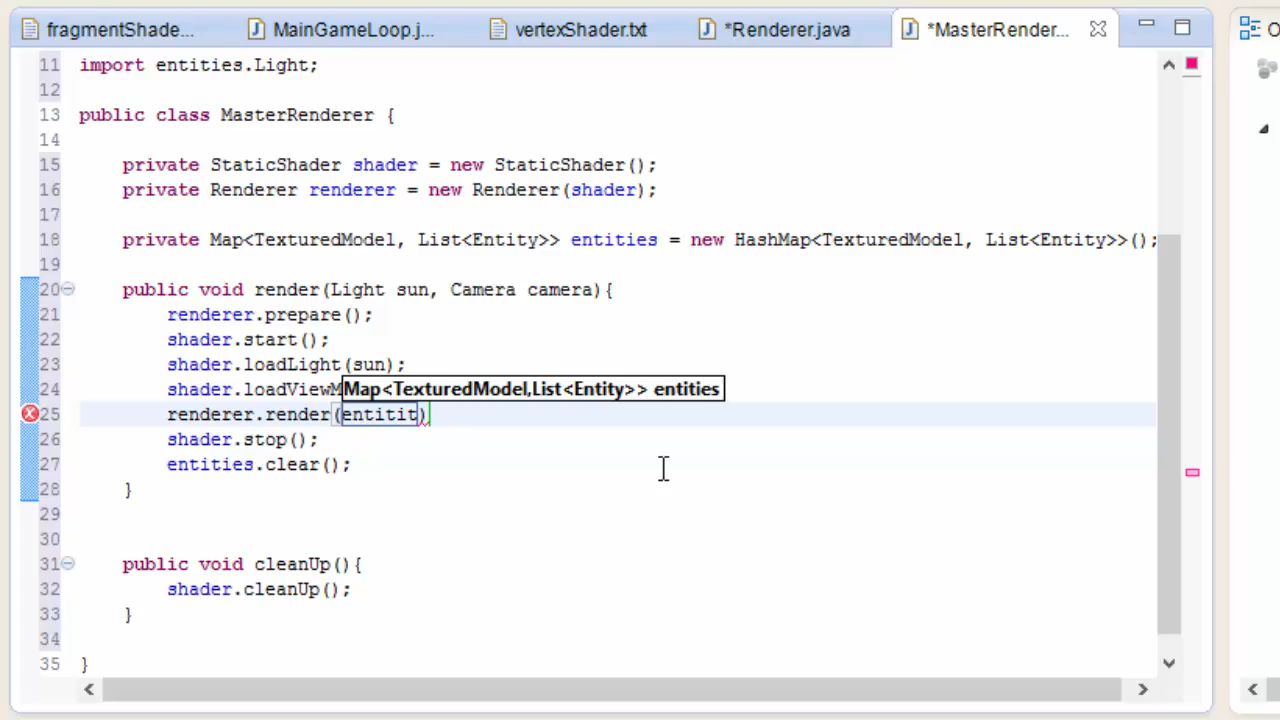 fragmentShade... MainGameLoop.j... vertexShader.txt *Renderer.java *MasterRender...
11 import entities.Light;
12
13 public class MasterRenderer {
14
15 private StaticShader shader = new StaticShader();
16 private Renderer renderer = new Renderer(shader);
17
18 private Map<TexturedModel, List<Entity>> entities = new HashMap<TexturedModel, List<Entity>>();
19
20 public void render(Light sun, Camera camera){
21 renderer.prepare();
22 shader.start();
23 shader.loadLight(sun);
24 shader.loadViewM
Map<TexturedModel,List<Entity>> entities
25 renderer.render(entitit)
26 shader.stop();
27 entities.clear();
28 }
29
30
31 public void cleanUp(){
32 shader.cleanUp();
33 }
34
35 }